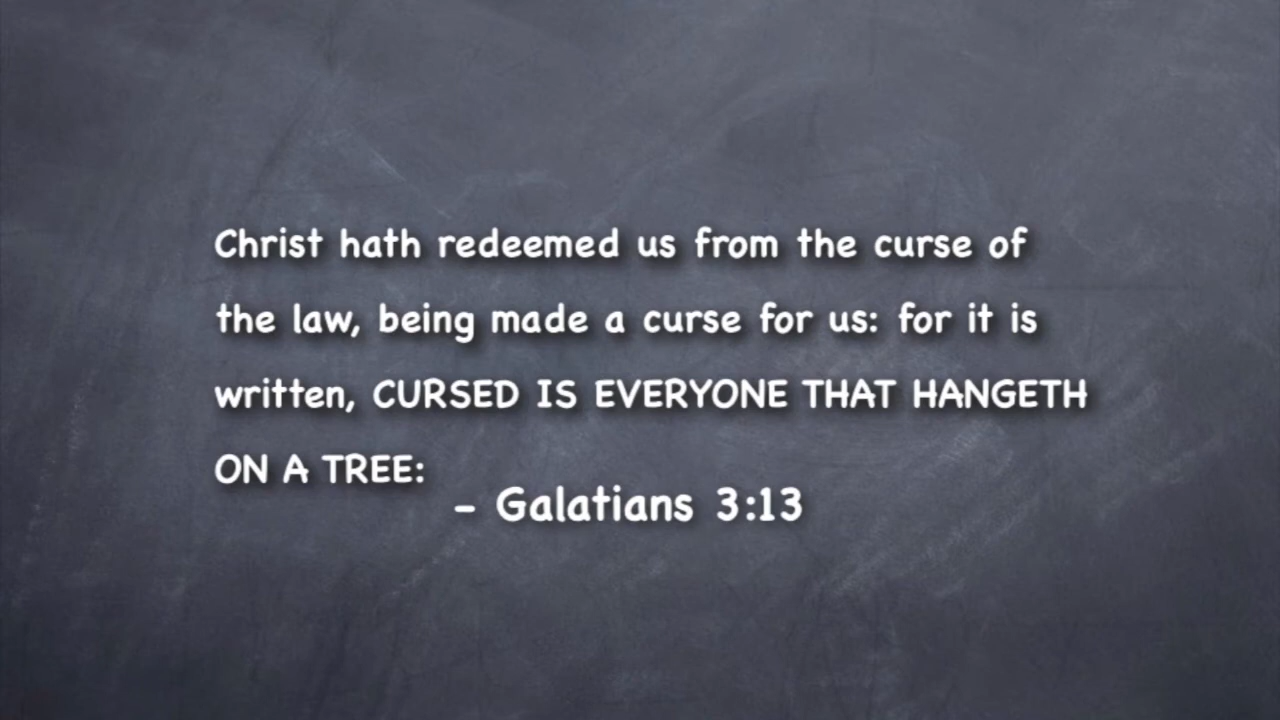 Christ hath redeemed us from the curse of
the law, being made a curse for us: for it is
written, CURSED IS EVERYONE THAT HANGETH
ON A TREE:
- Galatians 3:13